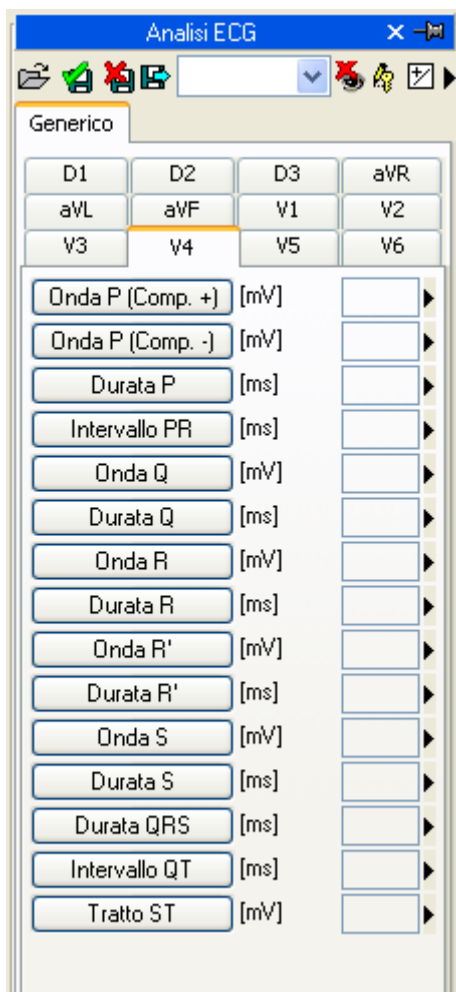 Analisi ECG
Generico
D1 D2 D3 aVR
aVL aVF V1 V2
V3 V4 V5 V6
Onda P (Comp. +) [mV]
Onda P (Comp. -) [mV]
Durata P [ms]
Intervallo PR [ms]
Onda Q [mV]
Durata Q [ms]
Onda R [mV]
Durata R [ms]
Onda R' [mV]
Durata R' [ms]
Onda S [mV]
Durata S [ms]
Durata QRS [ms]
Intervallo QT [ms]
Tratto ST [mV]